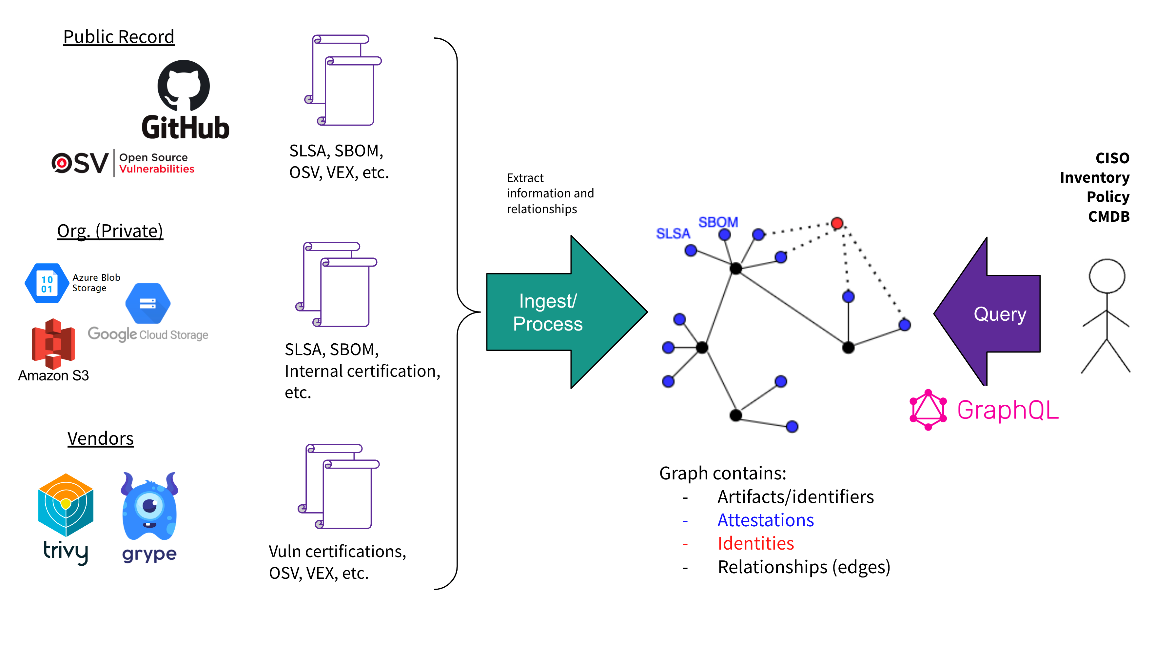 Public Record
GitHub
OSV
Open Source
Vulnerabilities
SLSA, SBOM,
OSV, VEX, etc.
Org. (Private)
10
01
Azure Blob
Storage
Google Cloud Storage
Amazon S3
SLSA, SBOM,
Internal certification,
etc.
Vendors
trivy
grype
Vuln certifications,
OSV, VEX, etc.
Extract
information and
relationships
Ingest/
Process
SLSA
SBOM
Graph contains:
- Artifacts/identifiers
- Attestations
- Identities
- Relationships (edges)
Query
GraphQL
CISO
Inventory
Policy
CMDB